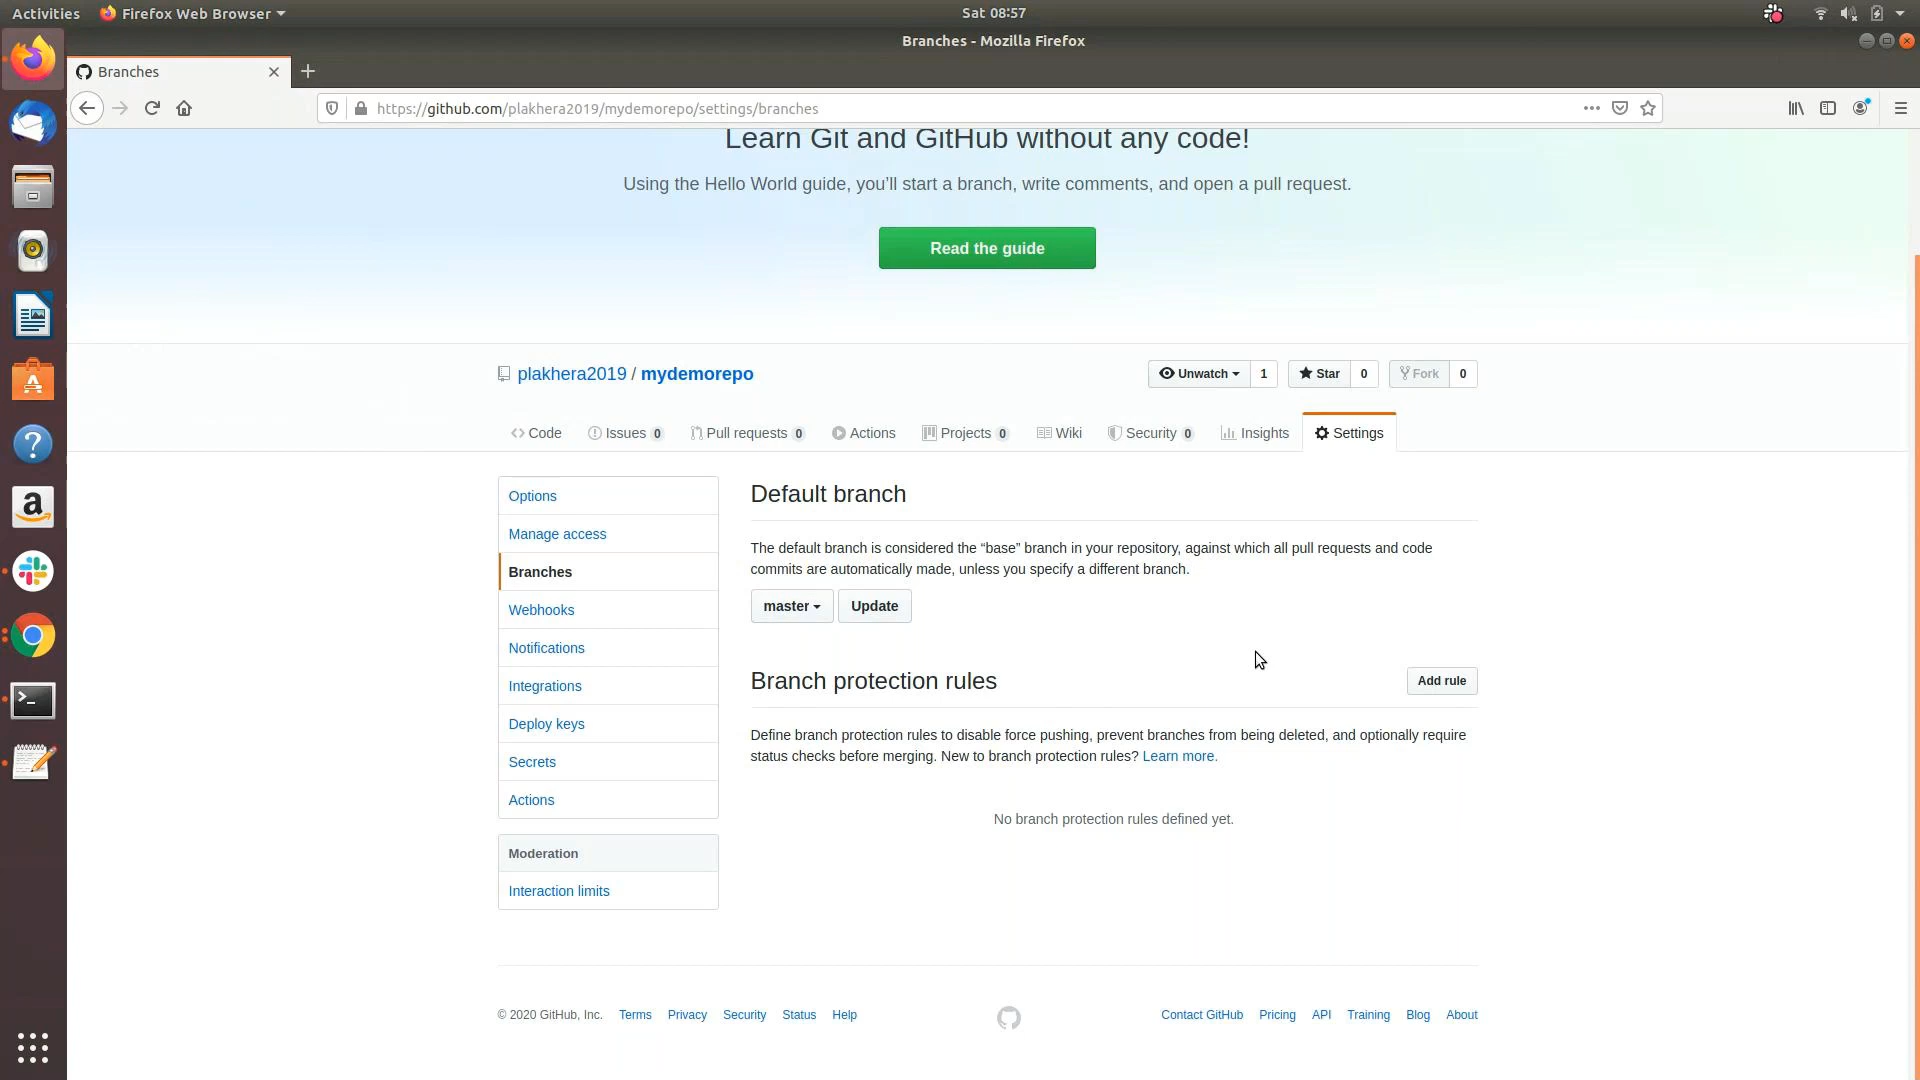 Activities
Firefox Web Browser
Sat 08:57
Branches - Mozilla Firefox
Branches
https://github.com/plakhera2019/mydemorepo/settings/branches
Learn Git and GitHub without any code!
Using the Hello World guide, you’ll start a branch, write comments, and open a pull request.
Read the guide
plakhera2019 / mydemorepo
Unwatch 1
Star 0
Fork 0
Code
Issues 0
Pull requests 0
Actions
Projects 0
Wiki
Security 0
Insights
Settings
Options
Manage access
Branches
Webhooks
Notifications
Integrations
Deploy keys
Secrets
Actions
Moderation
Interaction limits
Default branch
The default branch is considered the “base” branch in your repository, against which all pull requests and code
commits are automatically made, unless you specify a different branch.
master
Update
Branch protection rules
Add rule
Define branch protection rules to disable force pushing, prevent branches from being deleted, and optionally require
status checks before merging. New to branch protection rules? Learn more.
No branch protection rules defined yet.
© 2020 GitHub, Inc. Terms Privacy Security Status Help
Contact GitHub Pricing API Training Blog About